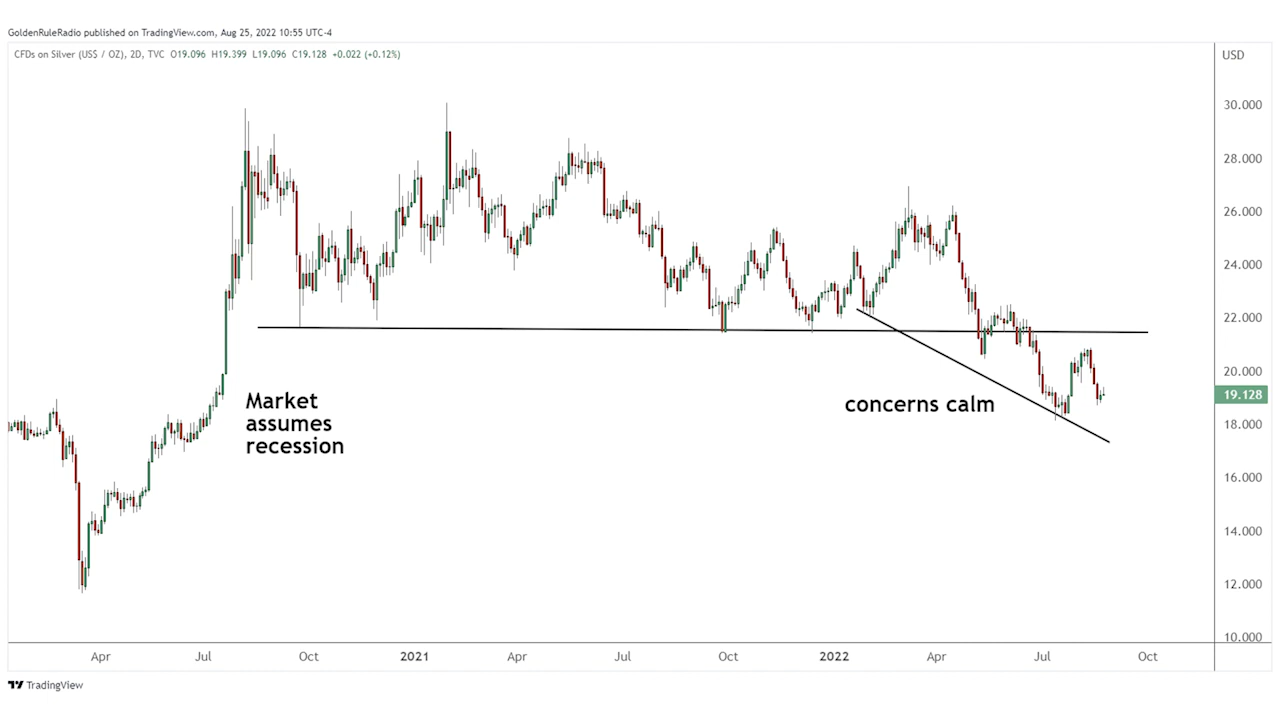 GoldenRuleRadio published on TradingView.com, Aug 25, 2022 10:55 UTC-4
CFDs on Silver (US$ / OZ), 2D, TVC O19.096 H19.399 L19.096 C19.128 +0.022 (+0.12%)
USD
30.000
28.000
26.000
24.000
22.000
20.000
19.128
18.000
16.000
14.000
12.000
10.000
Market
assumes
recession
concerns calm
Apr Jul Oct 2021 Apr Jul Oct 2022 Apr Jul Oct
TradingView